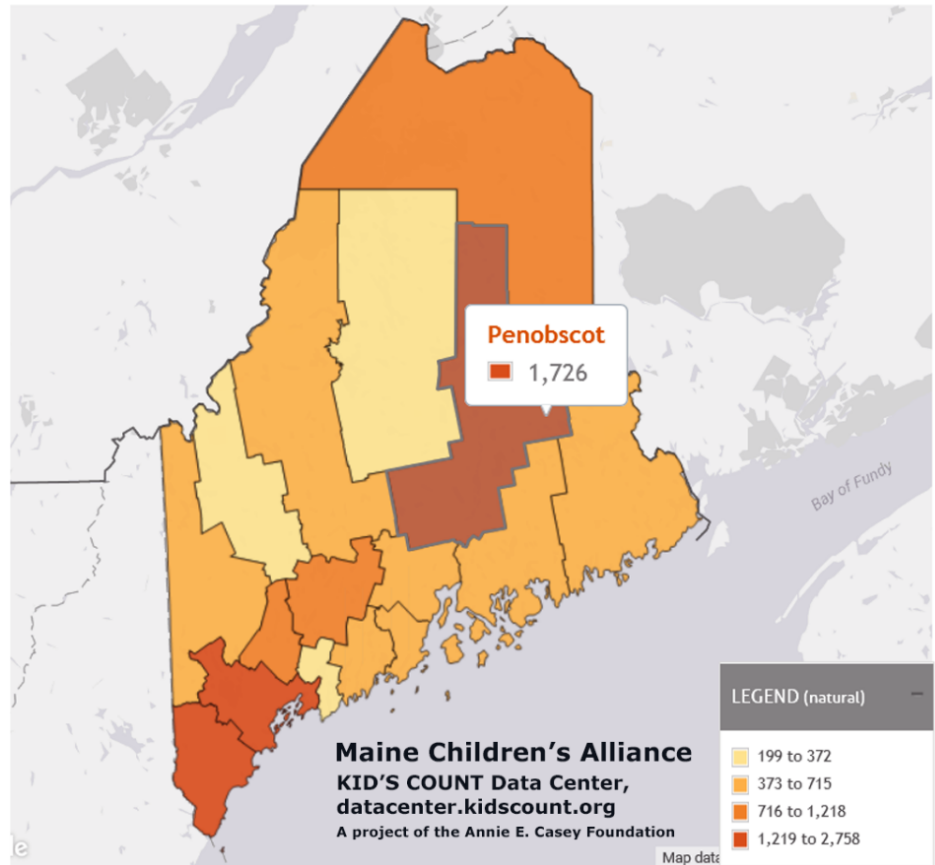 Penobscot
1,726
Bay of Fundy
LEGEND (natural)
199 to 372
373 to 715
716 to 1,218
1,219 to 2,758
Maine Children's Alliance
KID'S COUNT Data Center,
datacenter.kidscount.org
A project of the Annie E. Casey Foundation
Map data
e